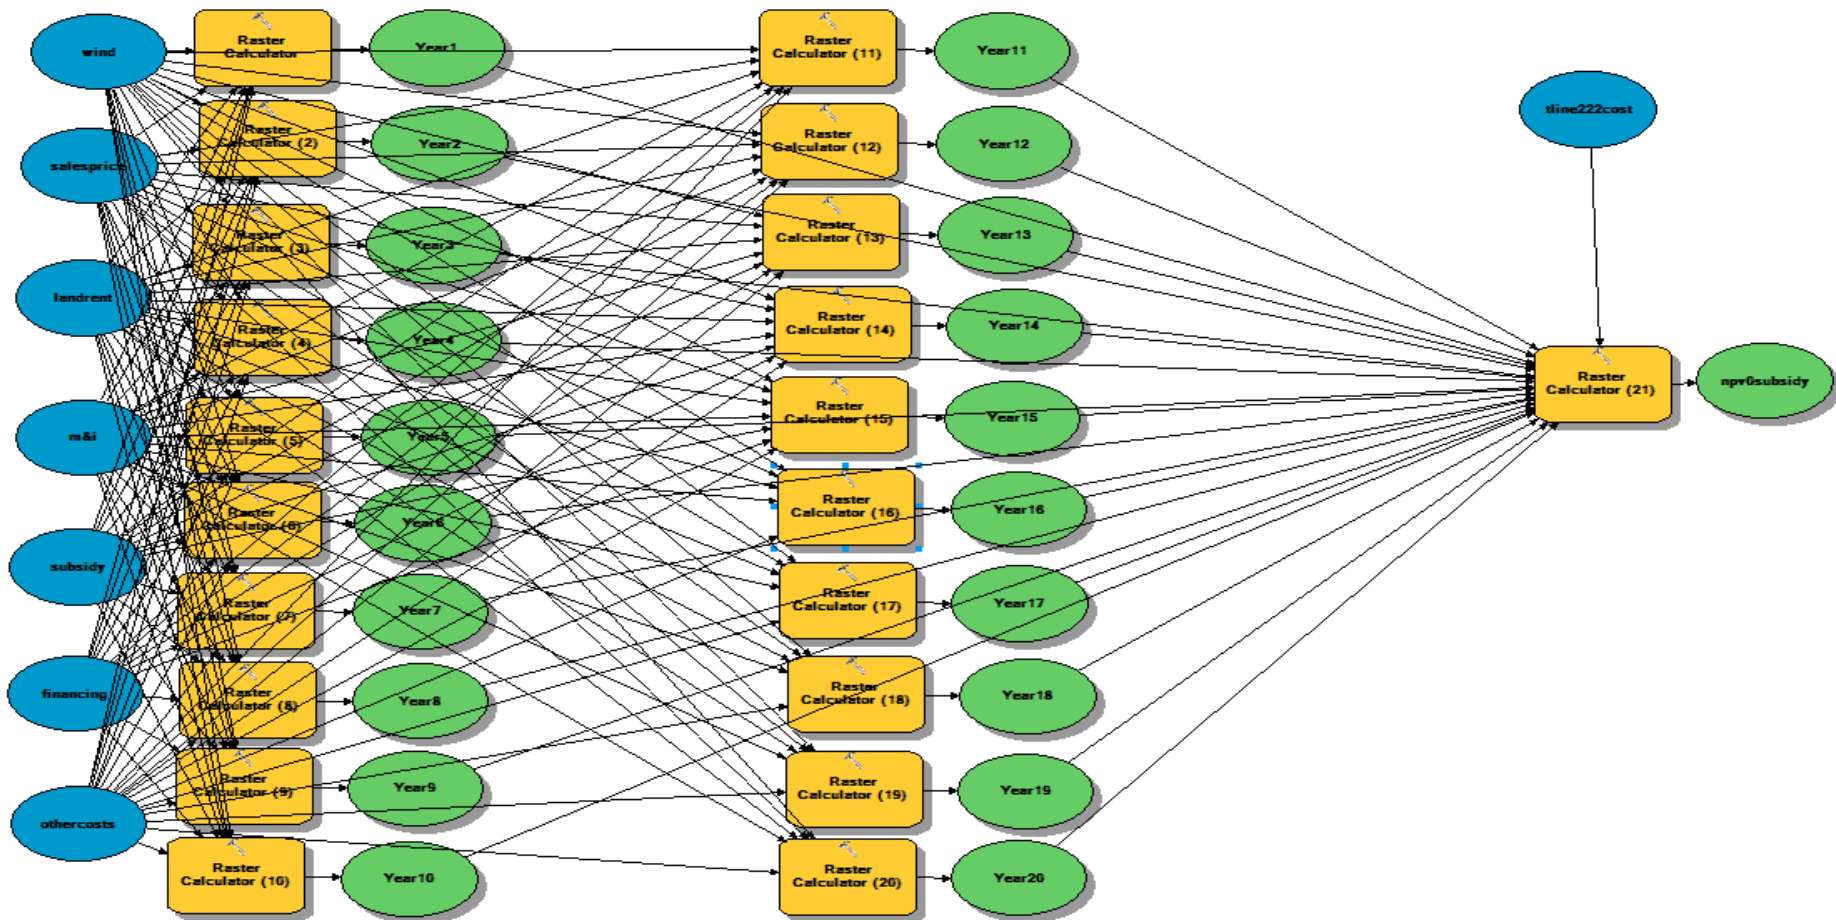 wind
salesprice
landrent
m&i
subsidy
financing
othercosts
Raster
Calculator
Year1
Raster
Calculator (2)
Year2
Raster
Calculator (3)
Year3
Raster
Calculator (4)
Year4
Raster
Calculator (5)
Year5
Raster
Calculator (6)
Year6
Raster
Calculator (7)
Year7
Raster
Calculator (8)
Year8
Raster
Calculator (9)
Year9
Raster
Calculator (10)
Year10
Raster
Calculator (11)
Year11
Raster
Calculator (12)
Year12
Raster
Calculator (13)
Year13
Raster
Calculator (14)
Year14
Raster
Calculator (15)
Year15
Raster
Calculator (16)
Year16
Raster
Calculator (17)
Year17
Raster
Calculator (18)
Year18
Raster
Calculator (19)
Year19
Raster
Calculator (20)
Year20
tline222cost
Raster
Calculator (21)
npv0subsidy